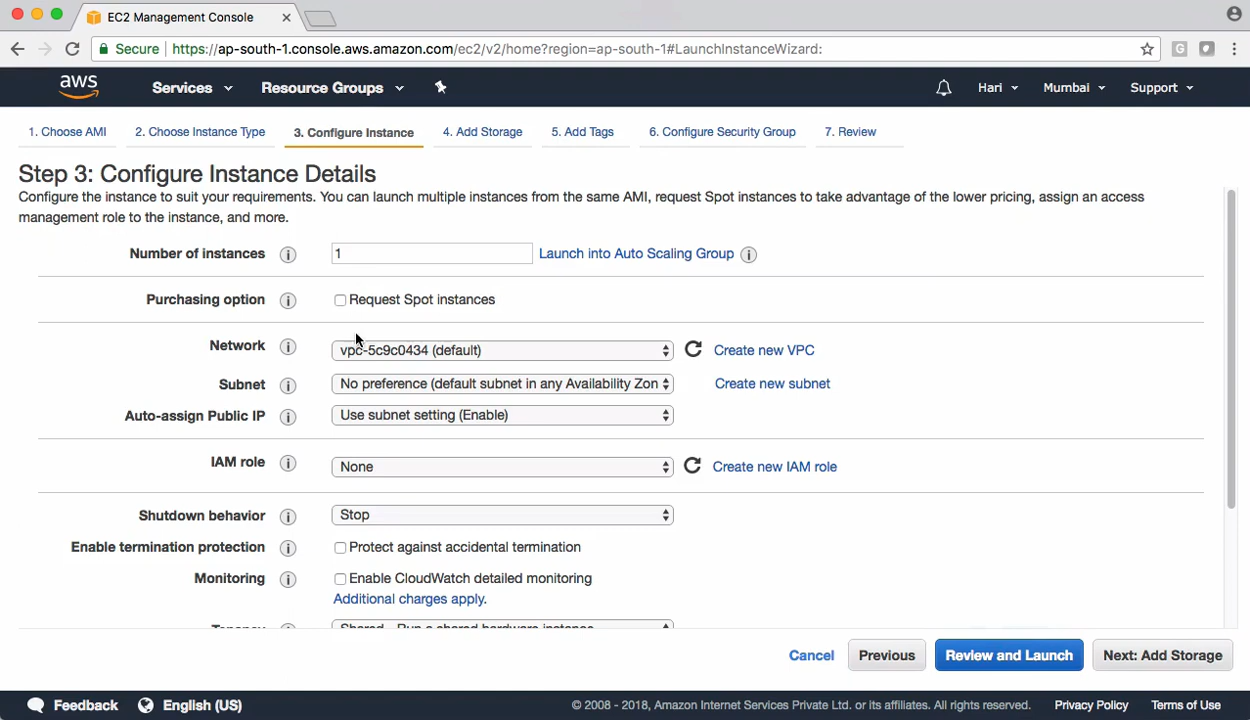 EC2 Management Console
Secure https://ap-south-1.console.aws.amazon.com/ec2/v2/home?region=ap-south-1#LaunchInstanceWizard:
aws Services Resource Groups Hari Mumbai Support
1. Choose AMI 2. Choose Instance Type 3. Configure Instance 4. Add Storage 5. Add Tags 6. Configure Security Group 7. Review
Step 3: Configure Instance Details
Configure the instance to suit your requirements. You can launch multiple instances from the same AMI, request Spot instances to take advantage of the lower pricing, assign an access
management role to the instance, and more.
Number of instances 1 Launch into Auto Scaling Group
Purchasing option Request Spot instances
Network vpc-5c9c0434 (default) Create new VPC
Subnet No preference (default subnet in any Availability Zon Create new subnet
Auto-assign Public IP Use subnet setting (Enable)
IAM role None Create new IAM role
Shutdown behavior Stop
Enable termination protection Protect against accidental termination
Monitoring Enable CloudWatch detailed monitoring
Additional charges apply.
Tenancy Shared - Run a shared hardware instance
Cancel Previous Review and Launch Next: Add Storage
Feedback English (US) © 2008 - 2018, Amazon Internet Services Private Ltd. or its affiliates. All rights reserved. Privacy Policy Terms of Use